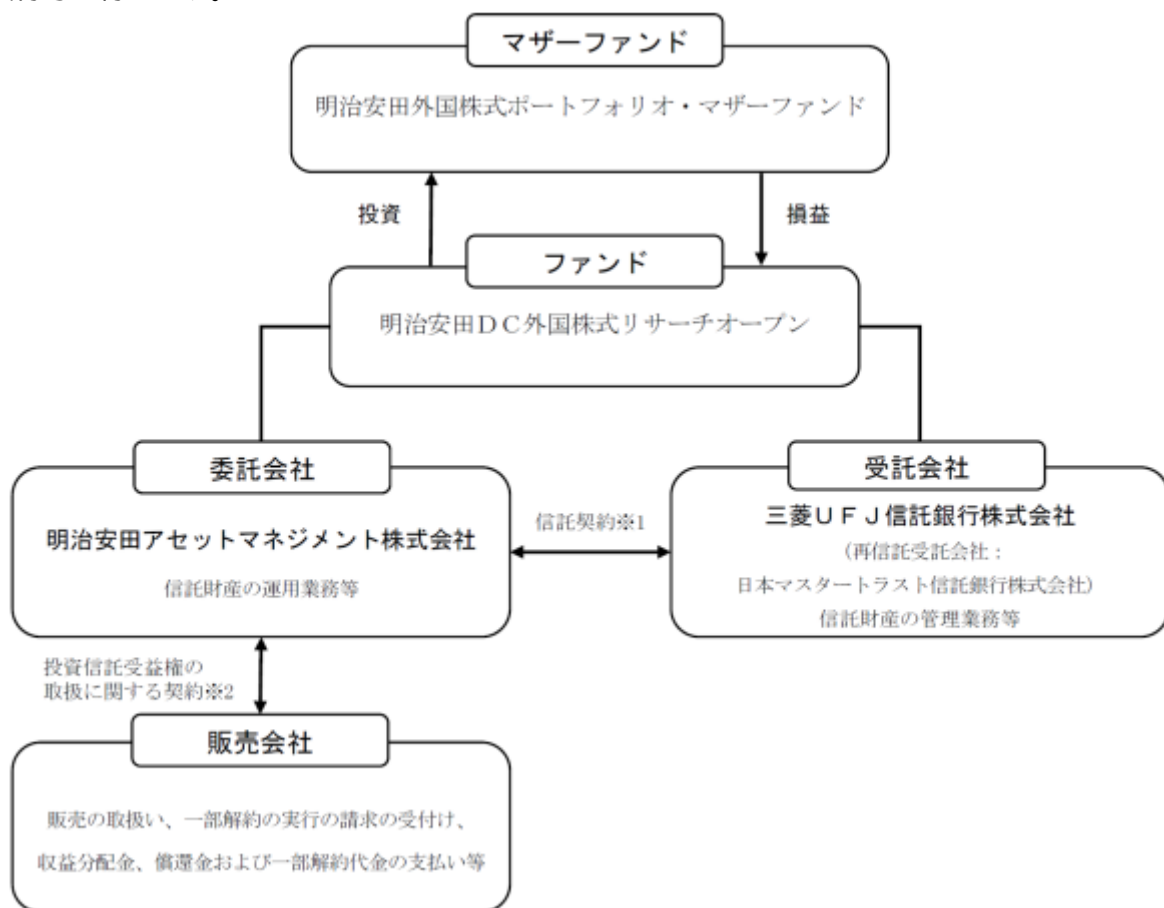 マザーファンド
明治安田外国株式ポートフォリオ・マザーファンド
投資
損益
ファンド
明治安田ＤＣ外国株式リサーチオープン
委託会社
明治安田アセットマネジメント株式会社
信託財産の運用業務等
信託契約※1
受託会社
三菱ＵＦＪ信託銀行株式会社
（再信託受託会社：
日本マスタートラスト信託銀行株式会社）
信託財産の管理業務等
投資信託受益権の
取扱に関する契約※2
販売会社
販売の取扱い、一部解約の実行の請求の受付け、
収益分配金、償還金および一部解約代金の支払い等